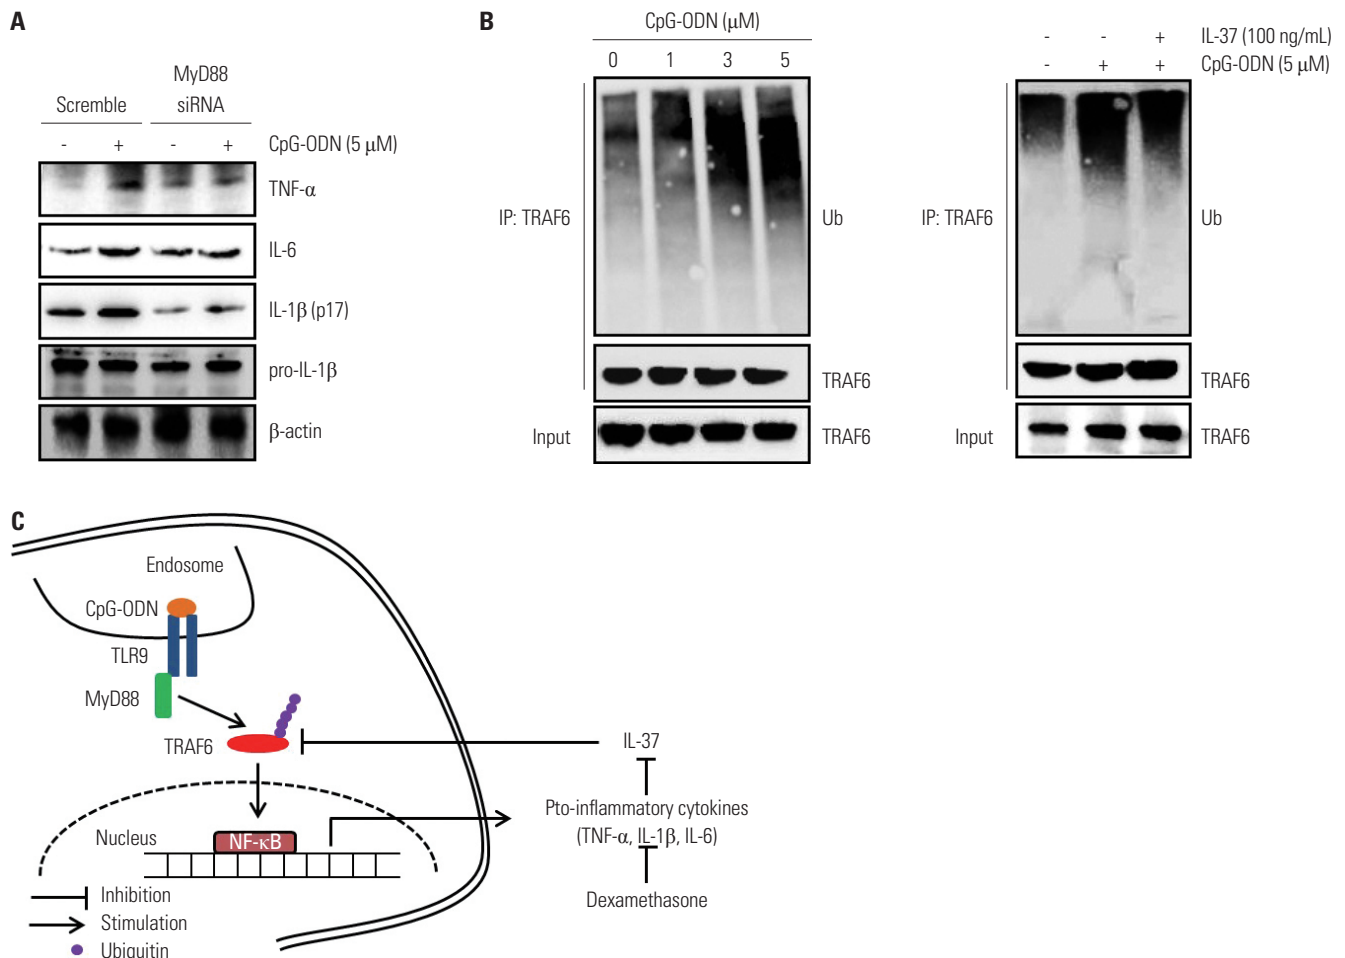 A
MyD88
Scremble siRNA
- + - + CpG-ODN (5 μM)
TNF-α
IL-6
IL-1β (p17)
pro-IL-1β
β-actin
B
CpG-ODN (μM)
0 1 3 5
IP: TRAF6
Ub
TRAF6
Input
TRAF6
- - + IL-37 (100 ng/mL)
- + + CpG-ODN (5 μM)
IP: TRAF6
Ub
TRAF6
Input
TRAF6
C
Endosome
CpG-ODN
TLR9
MyD88
TRAF6
IL-37
Pto-inflammatory cytokines
(TNF-α, IL-1β, IL-6)
Nucleus
NF-κB
Dexamethasone
Inhibition
Stimulation
Ubiquitin